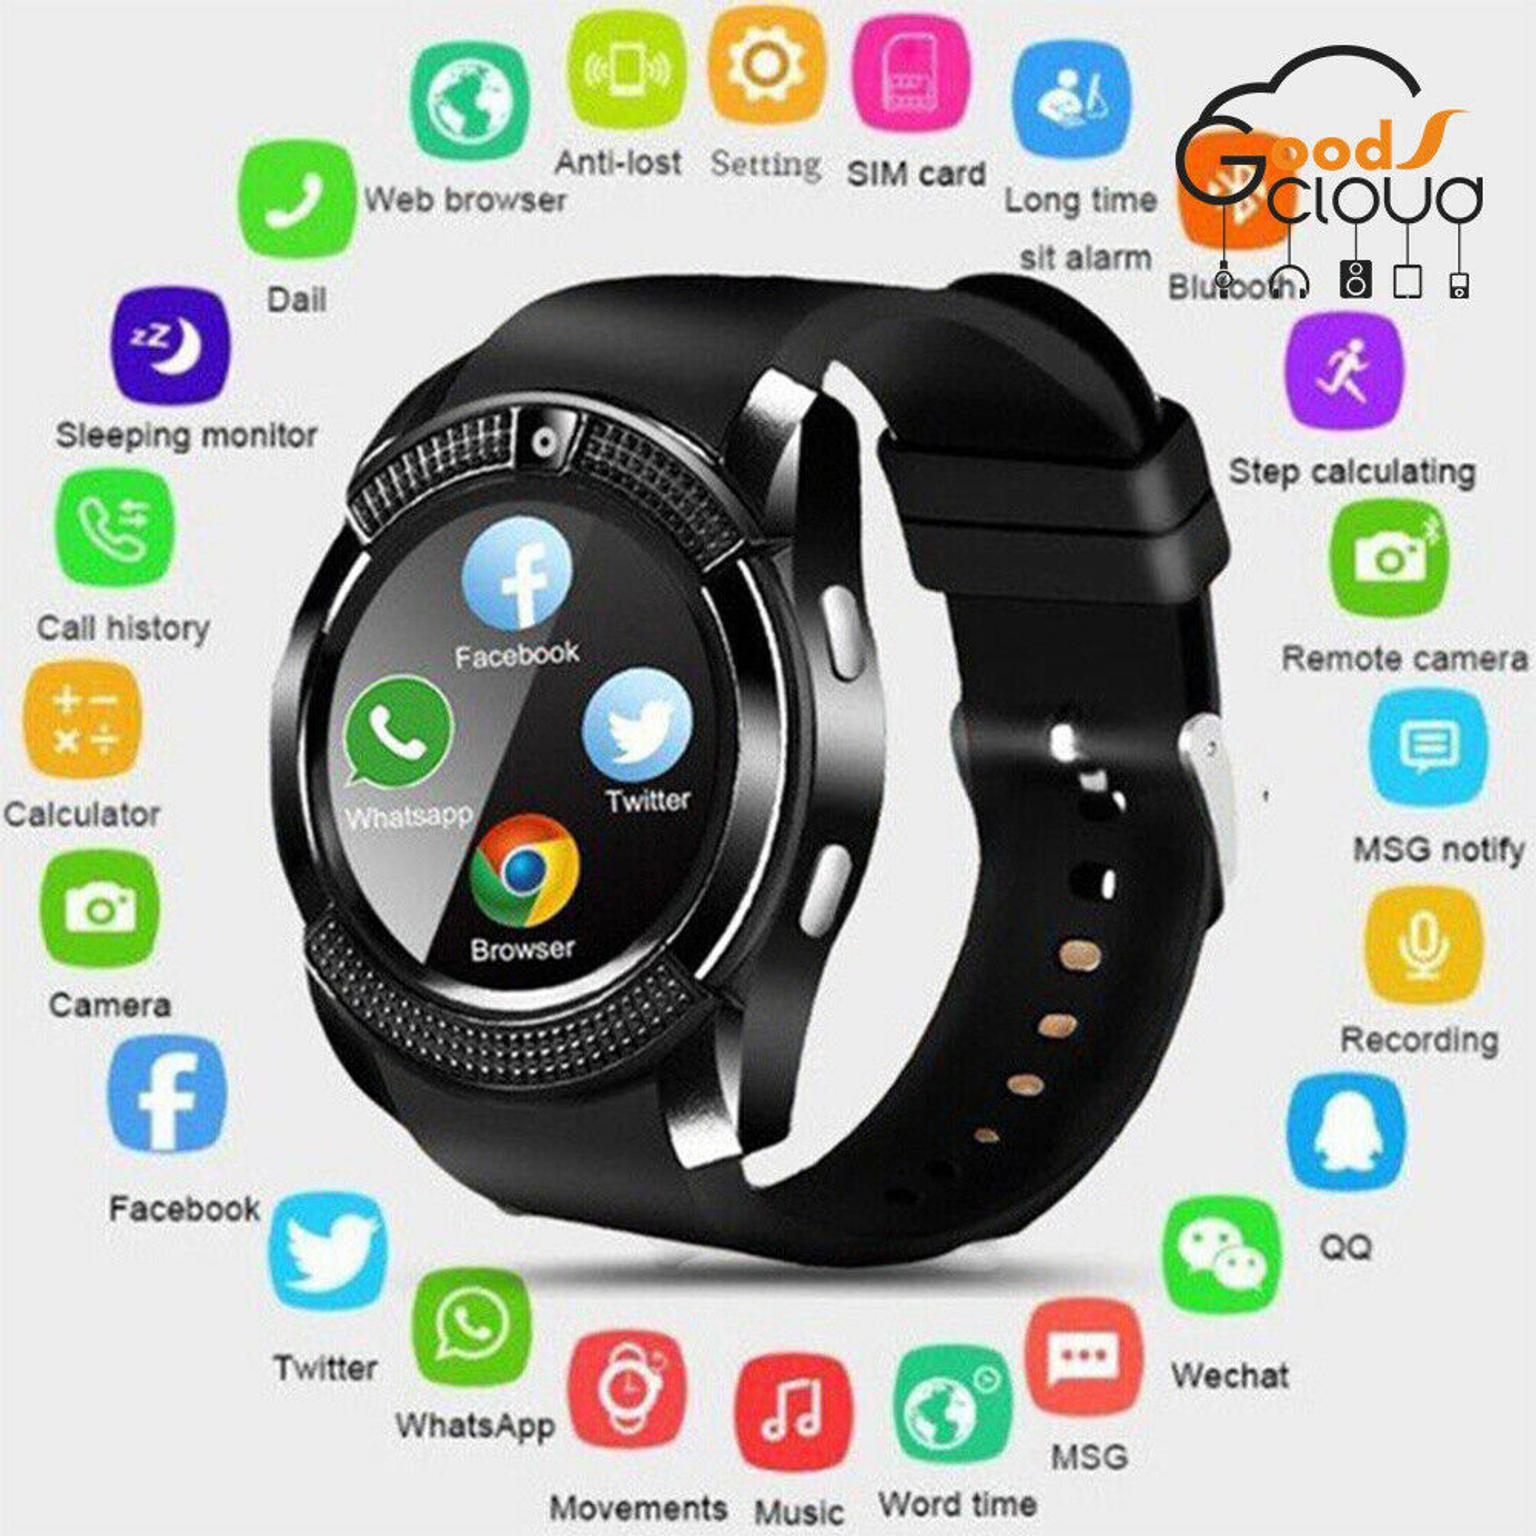 GoodS
cloud
Anti-lost
Setting
SIM card
Web browser
Long time
sit alarm
Dail
Blutooth
zZ
Sleeping monitor
Step calculating
Call history
Remote camera
Facebook
Whatsapp
Twitter
Browser
Calculator
MSG notify
Camera
Recording
Facebook
QQ
Twitter
Wechat
WhatsApp
MSG
Movements
Music
Word time